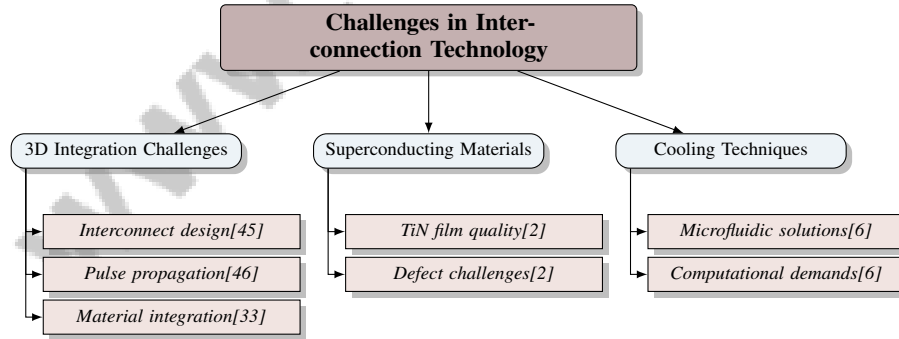 Challenges in Inter-
connection Technology
3D Integration Challenges
Superconducting Materials
Cooling Techniques
Interconnect design[45]
TiN film quality[2]
Microfluidic solutions[6]
Pulse propagation[46]
Defect challenges[2]
Computational demands[6]
Material integration[33]